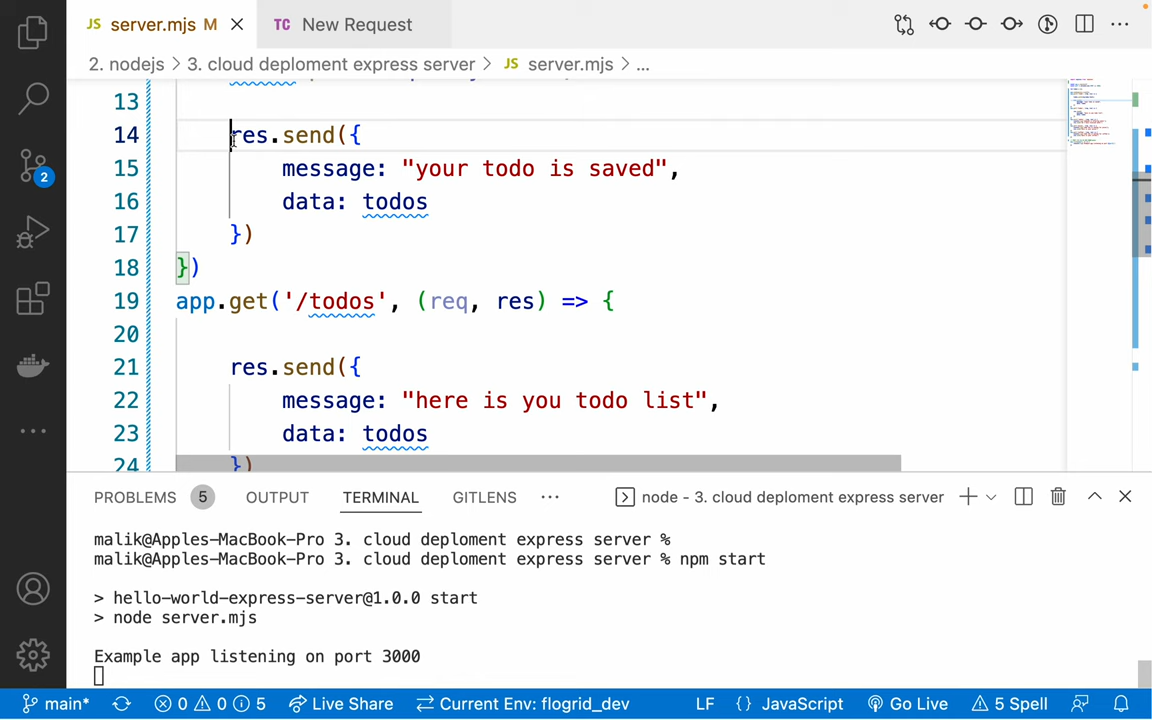 JS server.mjs M
TC New Request
2. nodejs > 3. cloud deploment express server > JS server.mjs > ...
13
14 res.send({
15 message: "your todo is saved",
16 data: todos
17 })
18 })
19 app.get('/todos', (req, res) => {
20
21 res.send({
22 message: "here is you todo list",
23 data: todos
24 })
2
PROBLEMS 5 OUTPUT TERMINAL GITLENS ... node - 3. cloud deploment express server
malik@Apples-MacBook-Pro 3. cloud deploment express server %
malik@Apples-MacBook-Pro 3. cloud deploment express server % npm start
> hello-world-express-server@1.0.0 start
> node server.mjs
Example app listening on port 3000
main* 0 0 5 Live Share Current Env: flogrid_dev LF {} JavaScript Go Live 5 Spell